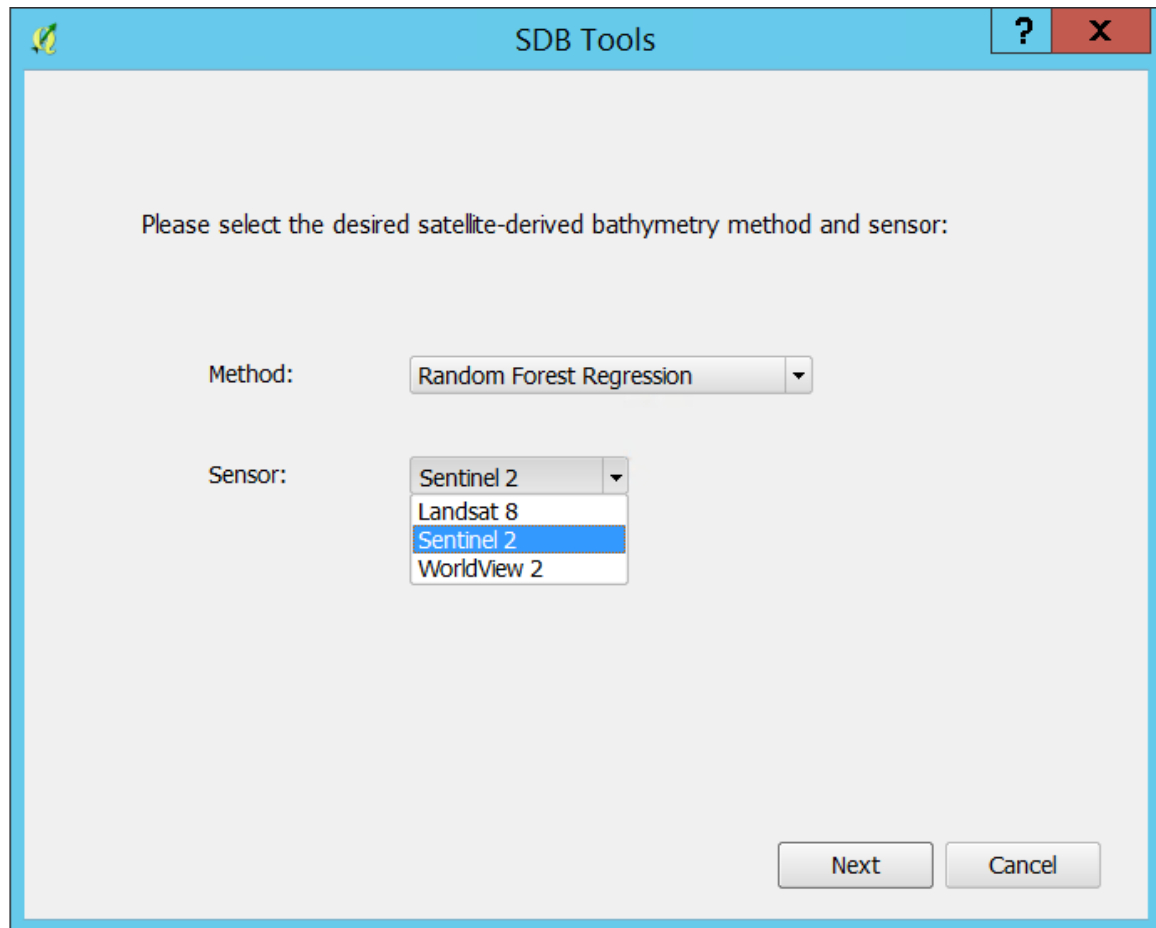 SDB Tools
?
X
Please select the desired satellite-derived bathymetry method and sensor:
Method:
Random Forest Regression
Sensor:
Sentinel 2
Landsat 8
Sentinel 2
WorldView 2
Next
Cancel